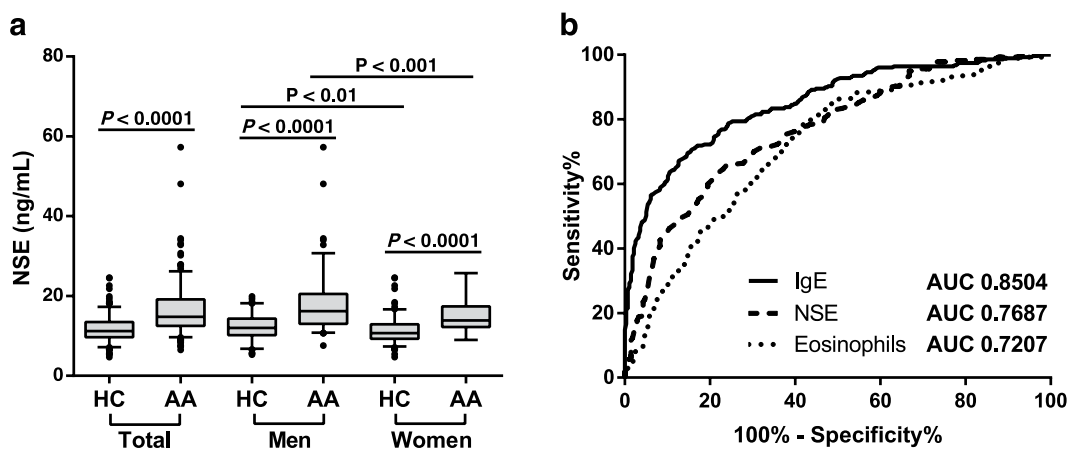 a
80
60
40
20
0
NSE (ng/mL)
P < 0.001
P < 0.01
P < 0.0001
P < 0.0001
P < 0.0001
HC AA HC AA HC AA
Total Men Women
b
100
80
60
40
20
0
Sensitivity%
IgE AUC 0.8504
NSE AUC 0.7687
Eosinophils AUC 0.7207
0 20 40 60 80 100
100% - Specificity%